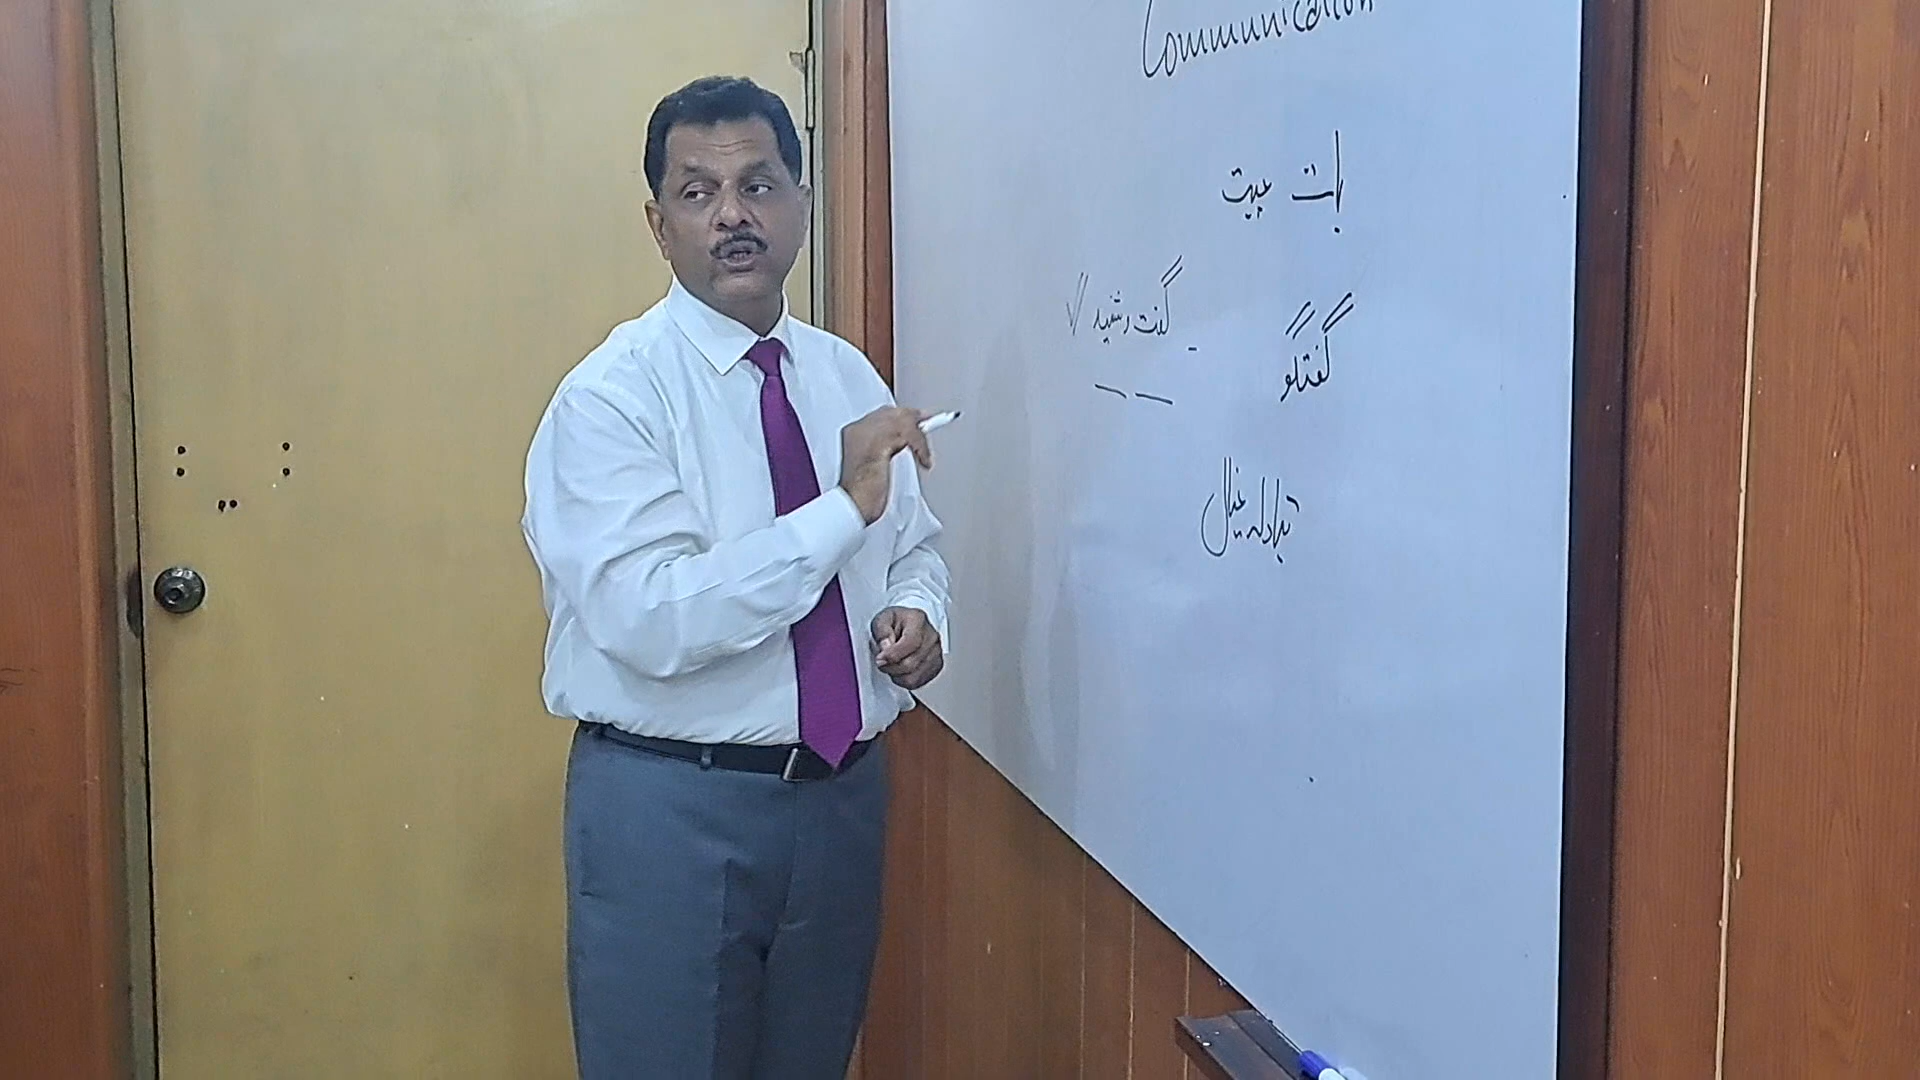 Communication
بات چیت
گفتگو
گفت و شنید
تبادلہ خیال